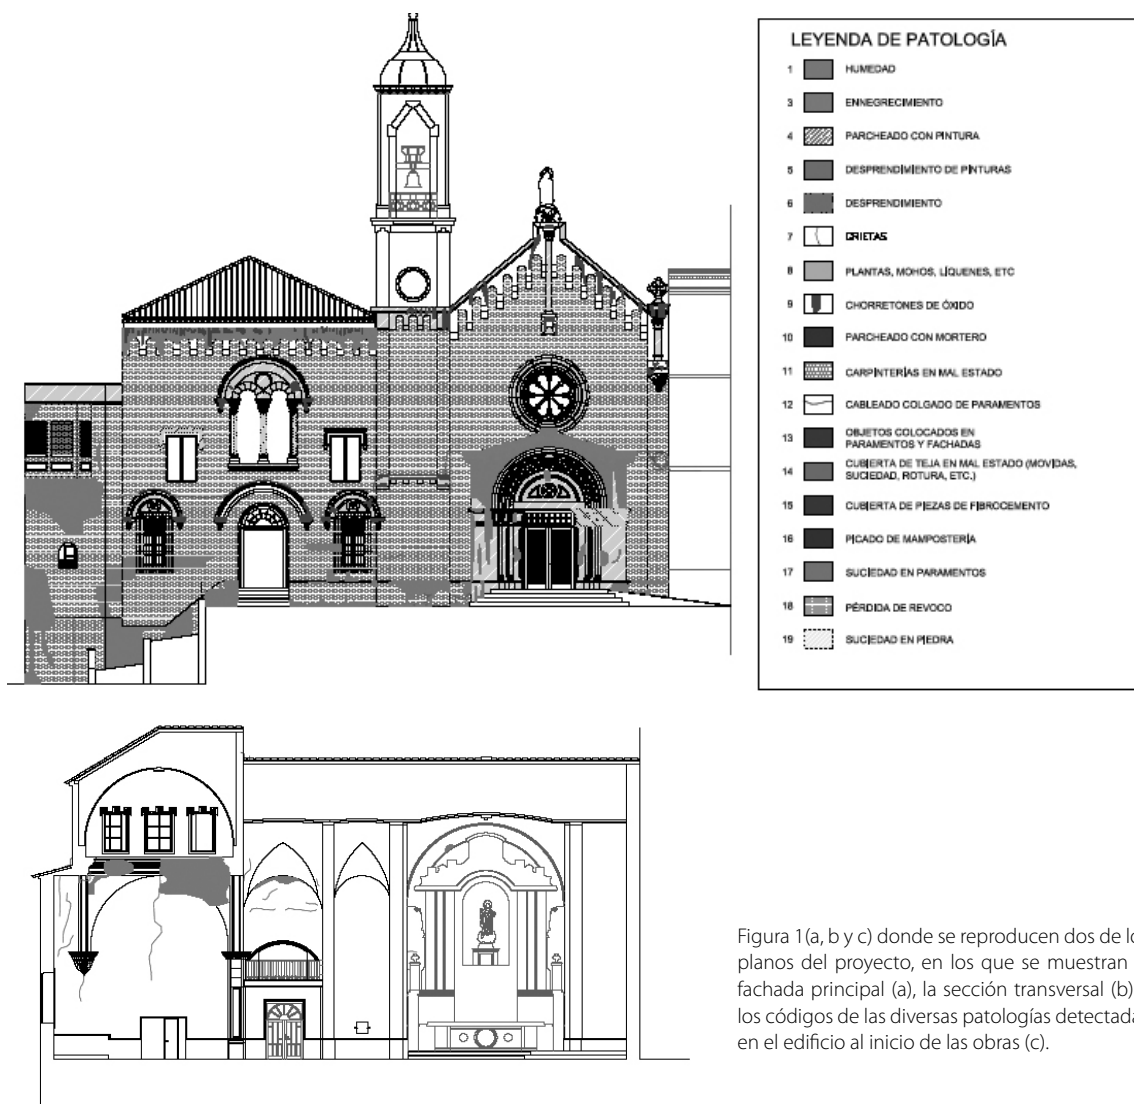 LEYENDA DE PATOLOGÍA
1 HUMEDAD
3 ENNEGRECIMIENTO
4 PARCHEADO CON PINTURA
5 DESPRENDIMIENTO DE PINTURAS
6 DESPRENDIMIENTO
7 GRIETAS
8 PLANTAS, MOHOS, LÍQUENES, ETC
9 CHORRETONES DE ÓXIDO
10 PARCHEADO CON MORTERO
11 CARPINTERÍAS EN MAL ESTADO
12 CABLEADO COLGADO DE PARAMENTOS
13 OBJETOS COLOCADOS EN
PARAMENTOS Y FACHADAS
14 CUBIERTA DE TEJA EN MAL ESTADO (MOVIDAS,
SUCIEDAD, ROTURA, ETC.)
15 CUBIERTA DE PIEZAS DE FIBROCEMENTO
16 PICADO DE MAMPOSTERÍA
17 SUCIEDAD EN PARAMENTOS
18 PÉRDIDA DE REVOCO
19 SUCIEDAD EN PIEDRA
Figura 1(a, b y c) donde se reproducen dos de lo
planos del proyecto, en los que se muestran
fachada principal (a), la sección transversal (b)
los códigos de las diversas patologías detectada
en el edificio al inicio de las obras (c).